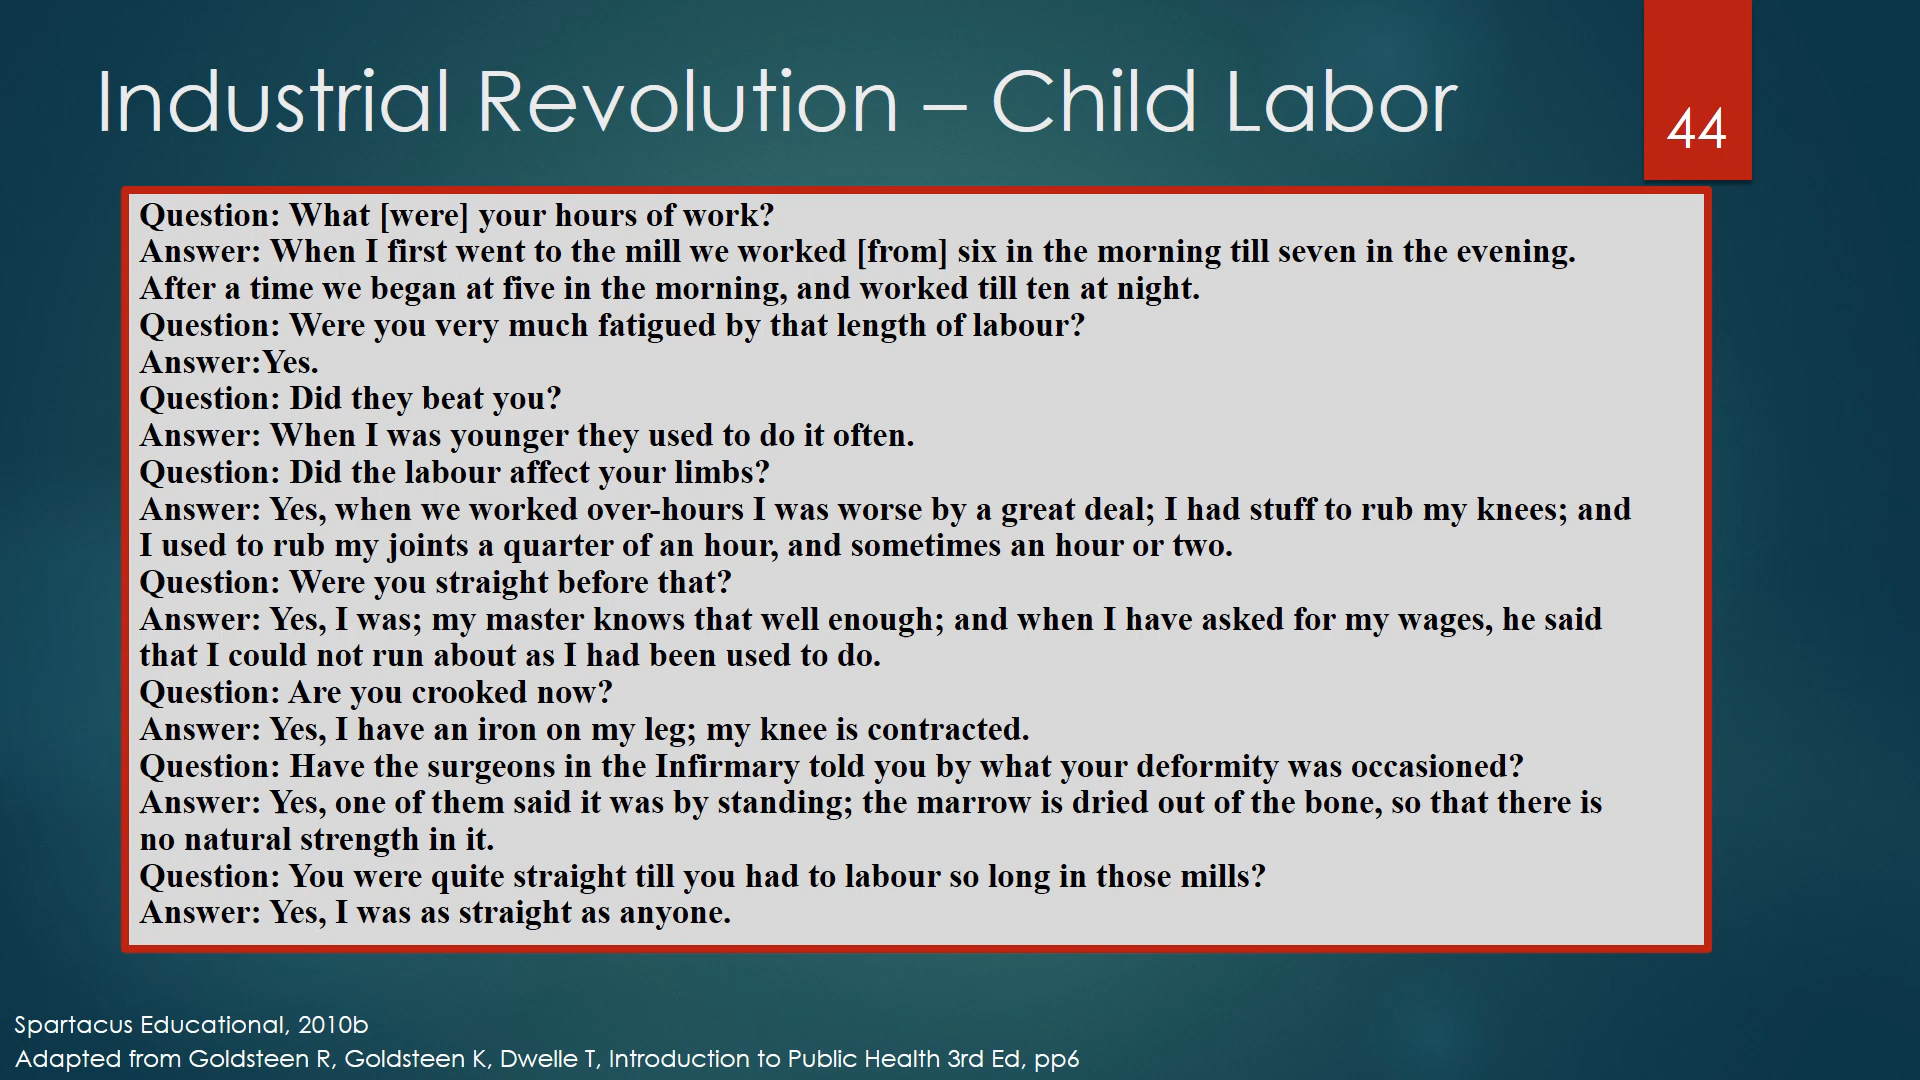 Industrial Revolution – Child Labor
44
Question: What [were] your hours of work?
Answer: When I first went to the mill we worked [from] six in the morning till seven in the evening.
After a time we began at five in the morning, and worked till ten at night.
Question: Were you very much fatigued by that length of labour?
Answer:Yes.
Question: Did they beat you?
Answer: When I was younger they used to do it often.
Question: Did the labour affect your limbs?
Answer: Yes, when we worked over-hours I was worse by a great deal; I had stuff to rub my knees; and
I used to rub my joints a quarter of an hour, and sometimes an hour or two.
Question: Were you straight before that?
Answer: Yes, I was; my master knows that well enough; and when I have asked for my wages, he said
that I could not run about as I had been used to do.
Question: Are you crooked now?
Answer: Yes, I have an iron on my leg; my knee is contracted.
Question: Have the surgeons in the Infirmary told you by what your deformity was occasioned?
Answer: Yes, one of them said it was by standing; the marrow is dried out of the bone, so that there is
no natural strength in it.
Question: You were quite straight till you had to labour so long in those mills?
Answer: Yes, I was as straight as anyone.
Spartacus Educational, 2010b
Adapted from Goldsteen R, Goldsteen K, Dwelle T, Introduction to Public Health 3rd Ed, pp6